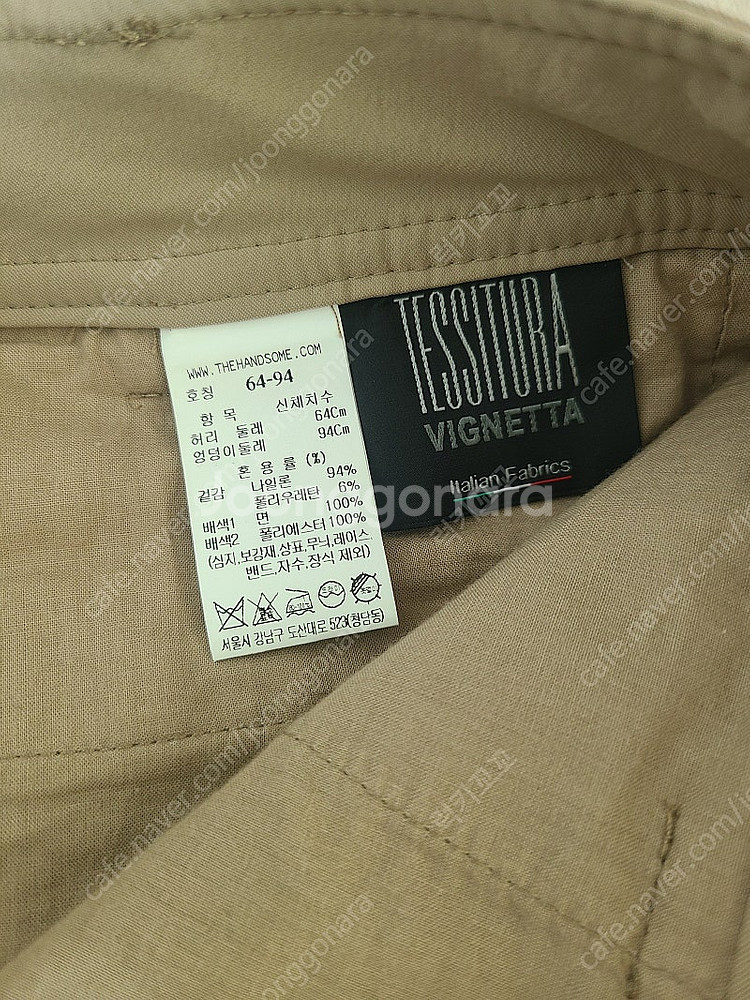 WWW.THEHANDSOME.COM
호칭 64-94
항 목 신체치수
허리 둘레 64Cm
엉덩이둘레 94Cm
혼 용 률 (%)
겉감 나일론 94%
폴리우레탄 6%
배색1 면 100%
배색2 폴리에스터 100%
(심지,보강재,상표,무늬,레이스
밴드,자수,장식 제외)
서울시 강남구 도산대로 523(청담동)
TESSITURA
VIGNETTA
Italian Fabrics
joonggonara
cafe.naver.com/joonggonara
럭키코코